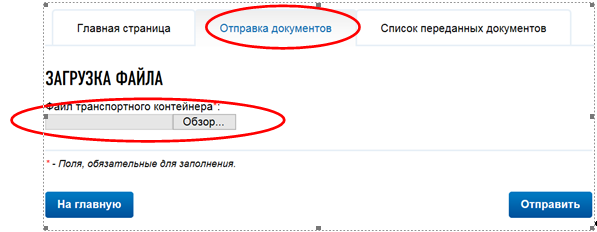 Главная страница Отправка документов Список переданных документов
ЗАГРУЗКА ФАЙЛА
Файл транспортного контейнера*:
Обзор...
* - Поля, обязательные для заполнения.
На главную Отправить